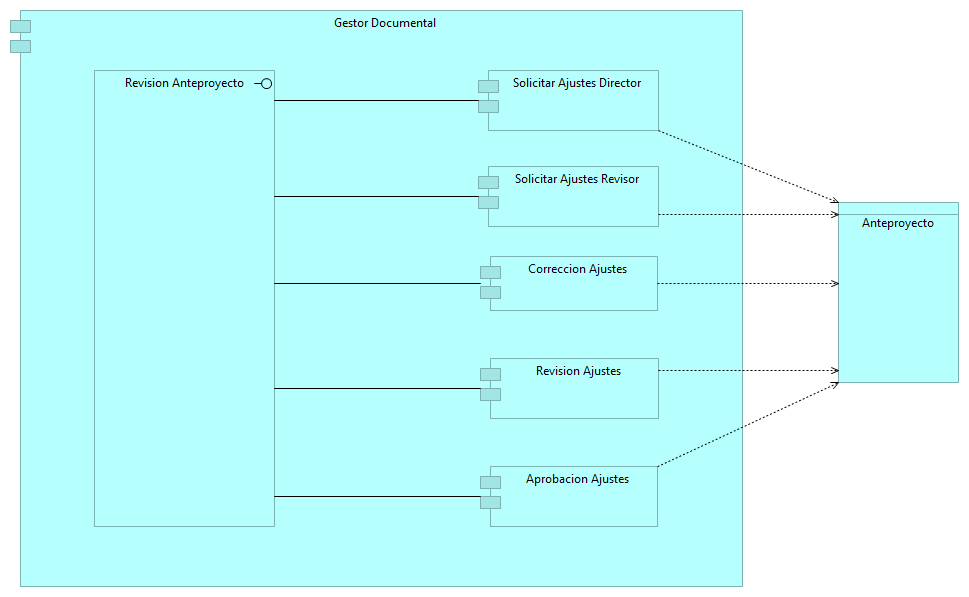 Gestor Documental
Revision Anteproyecto
Solicitar Ajustes Director
Solicitar Ajustes Revisor
Correccion Ajustes
Revision Ajustes
Aprobacion Ajustes
Anteproyecto